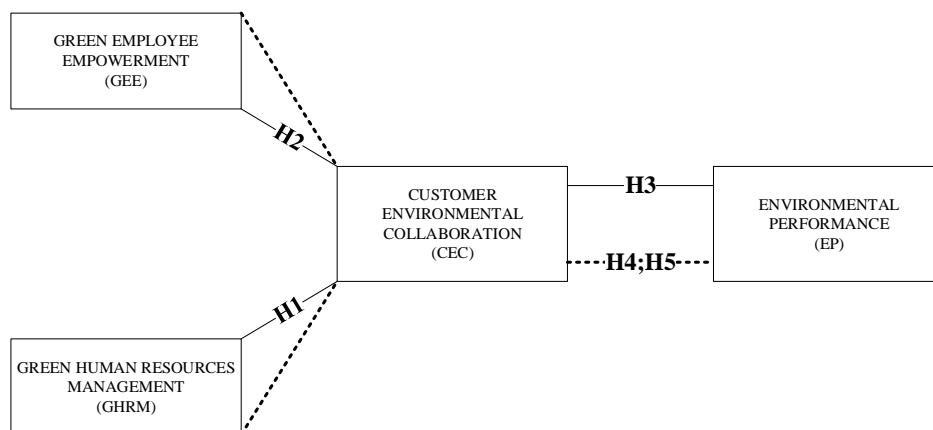 GREEN EMPLOYEE
EMPOWERMENT
(GEE)
H2
CUSTOMER
ENVIRONMENTAL
COLLABORATION
(CEC)
H3
H4;H5
ENVIRONMENTAL
PERFORMANCE
(EP)
H1
GREEN HUMAN RESOURCES
MANAGEMENT
(GHRM)